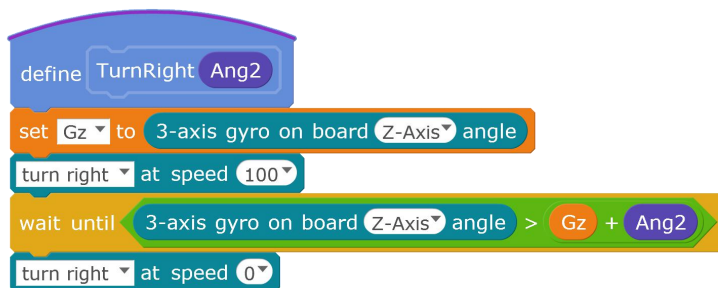 define TurnRight Ang2
set Gz to 3-axis gyro on board Z-Axis angle
turn right at speed 100
wait until 3-axis gyro on board Z-Axis angle > Gz + Ang2
turn right at speed 0